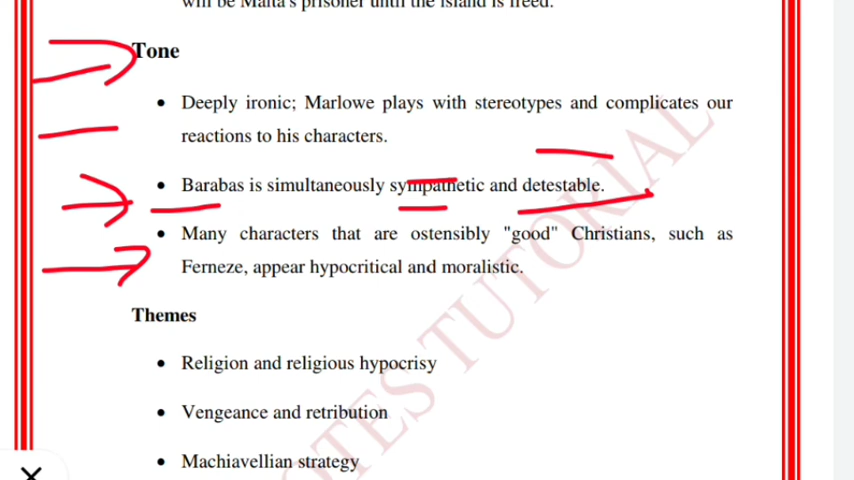 will be Malta's prisoner until the island is freed.
Tone
• Deeply ironic; Marlowe plays with stereotypes and complicates our
reactions to his characters.
• Barabas is simultaneously sympathetic and detestable.
• Many characters that are ostensibly "good" Christians, such as
Ferneze, appear hypocritical and moralistic.
Themes
• Religion and religious hypocrisy
• Vengeance and retribution
• Machiavellian strategy
OTES TUTORIAL